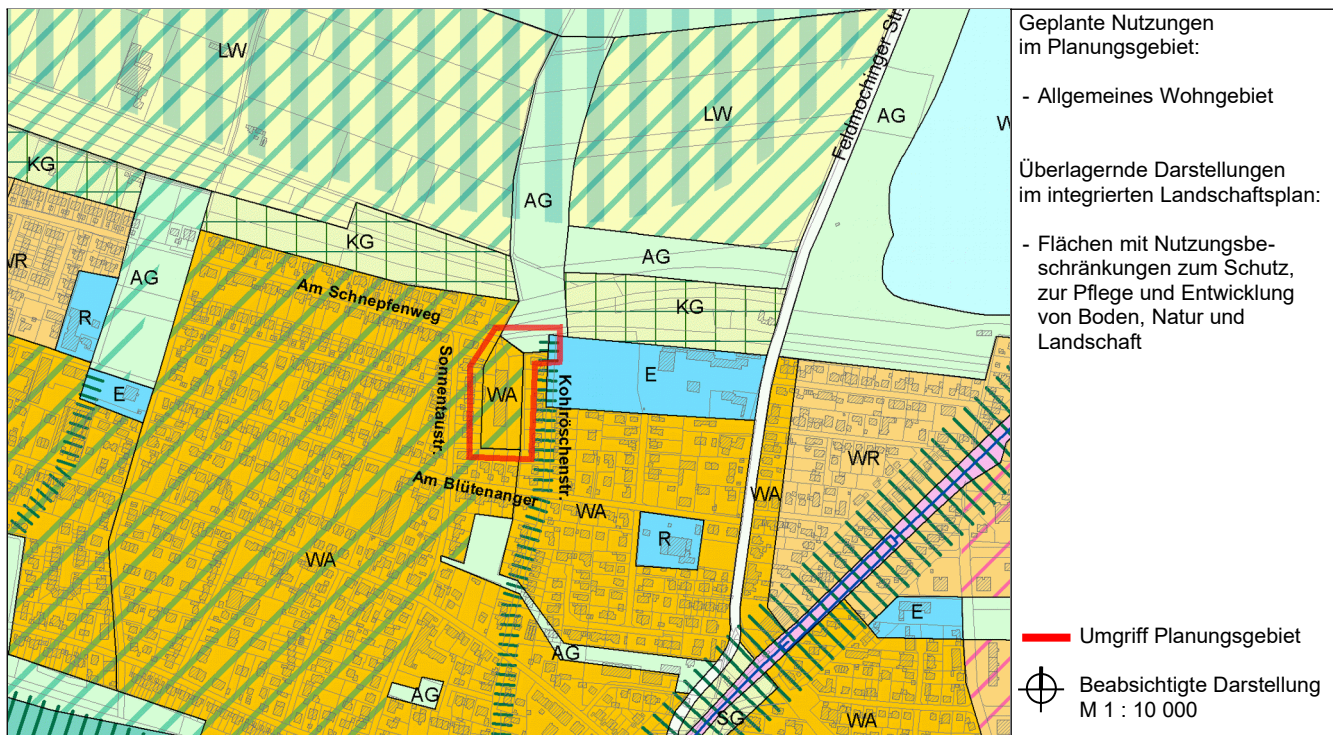 LW
LW
Feldmochinger Str.
AG
W
KG
AG
KG
AG
AG
WR
R
Am Schnepfenweg
KG
E
Sonnentaustr.
WA
Kohlröschenstr.
E
WR
Am Blütenanger
WA
WA
WA
R
E
AG
AG
SG
WA
Geplante Nutzungen
im Planungsgebiet:
- Allgemeines Wohngebiet
Überlagernde Darstellungen
im integrierten Landschaftsplan:
- Flächen mit Nutzungsbe-
schränkungen zum Schutz,
zur Pflege und Entwicklung
von Boden, Natur und
Landschaft
Umgriff Planungsgebiet
Beabsichtigte Darstellung
M 1 : 10 000